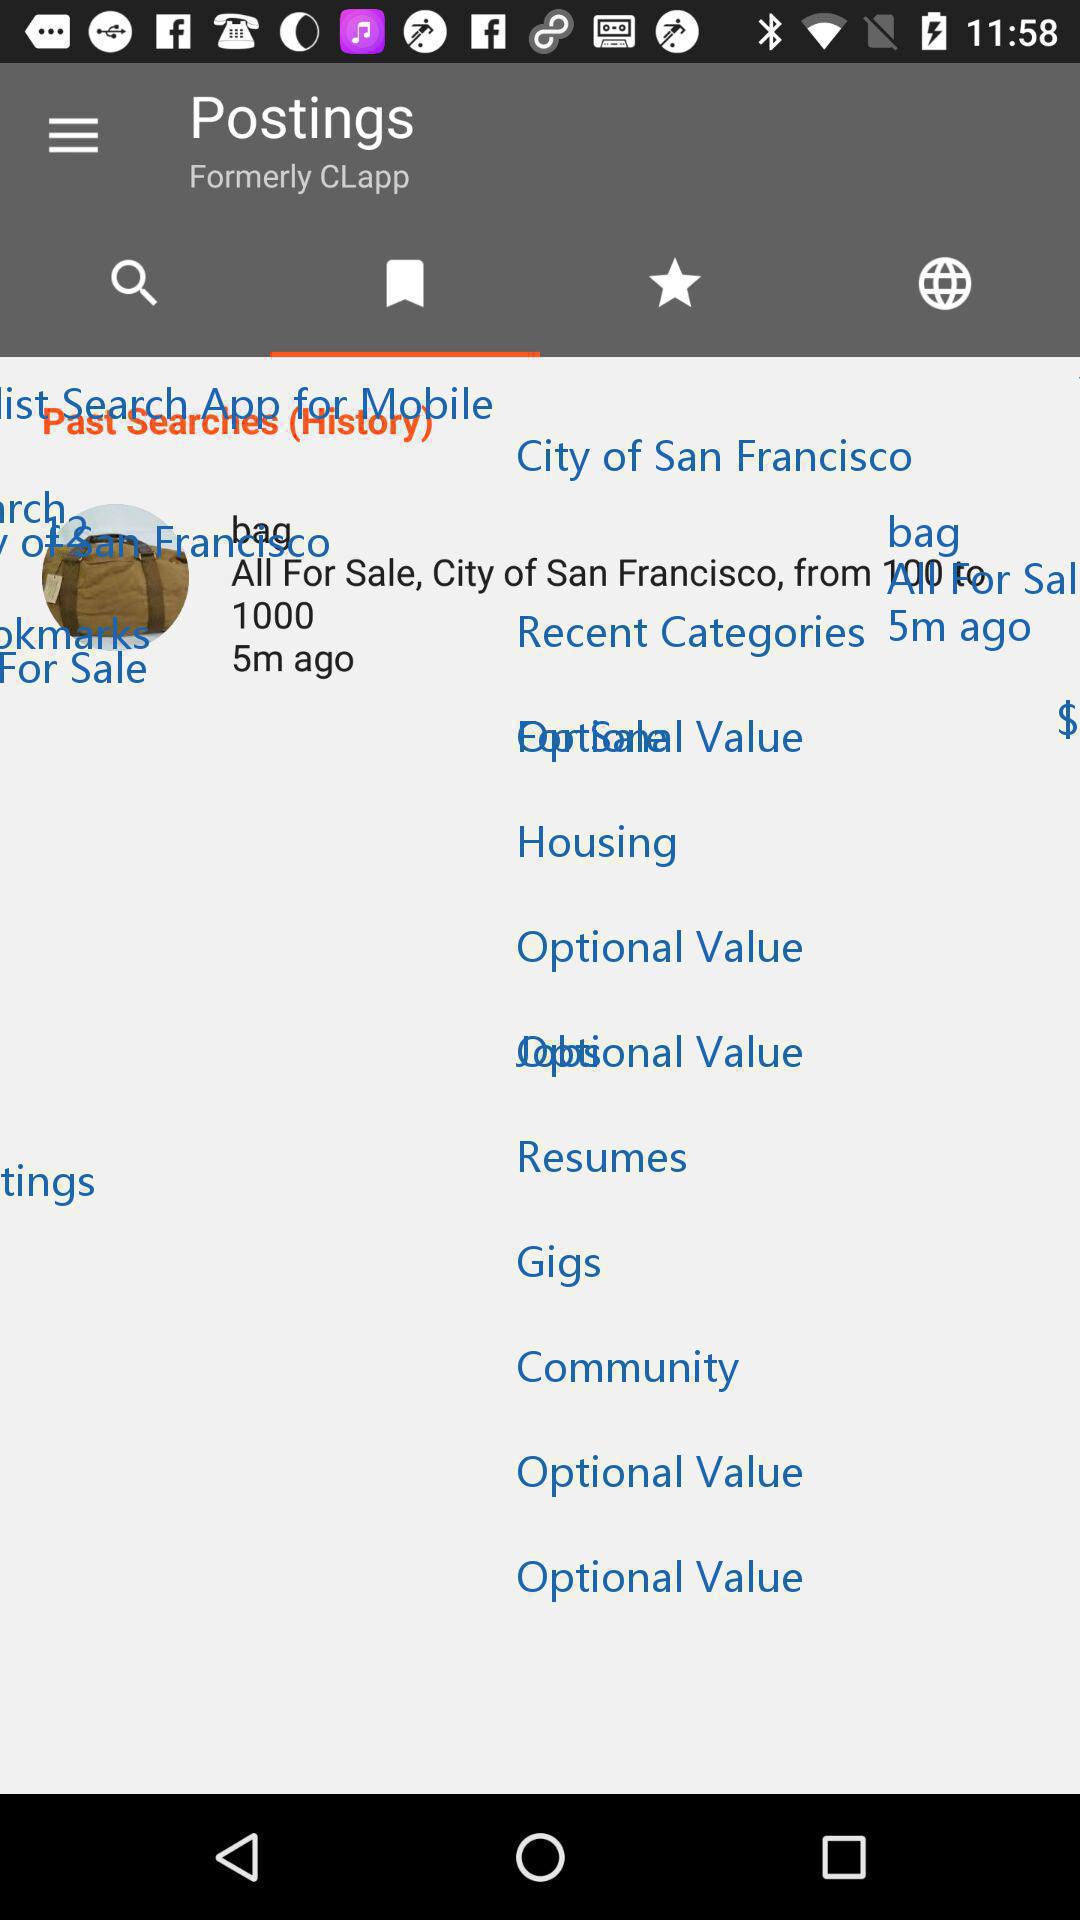 11:58
Postings
Formerly CLapp
list Search App for Mobile
Past Searches (History)
City of San Francisco
arch
12
y of San Francisco
bag
All For Sale, City of San Francisco, from 100 to
1000
5m ago
bag
All For Sal
5m ago
okmarks
For Sale
Recent Categories
$
For Sale
Optional Value
Housing
Optional Value
Jobs
Optional Value
Resumes
tings
Gigs
Community
Optional Value
Optional Value